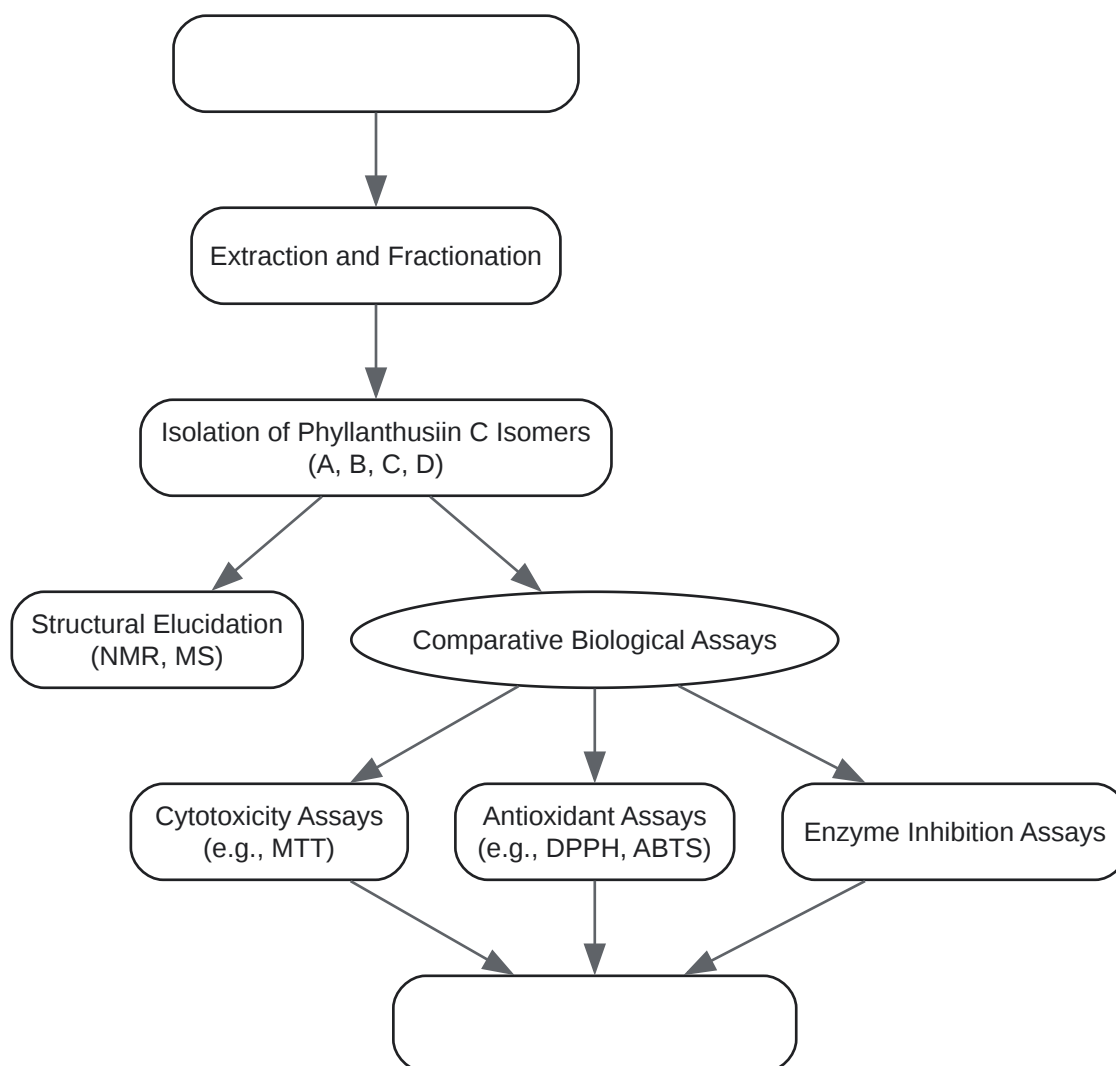 Extraction and Fractionation
Isolation of Phyllanthusiin C Isomers
(A, B, C, D)
Structural Elucidation
(NMR, MS)
Comparative Biological Assays
Cytotoxicity Assays
(e.g., MTT)
Antioxidant Assays
(e.g., DPPH, ABTS)
Enzyme Inhibition Assays